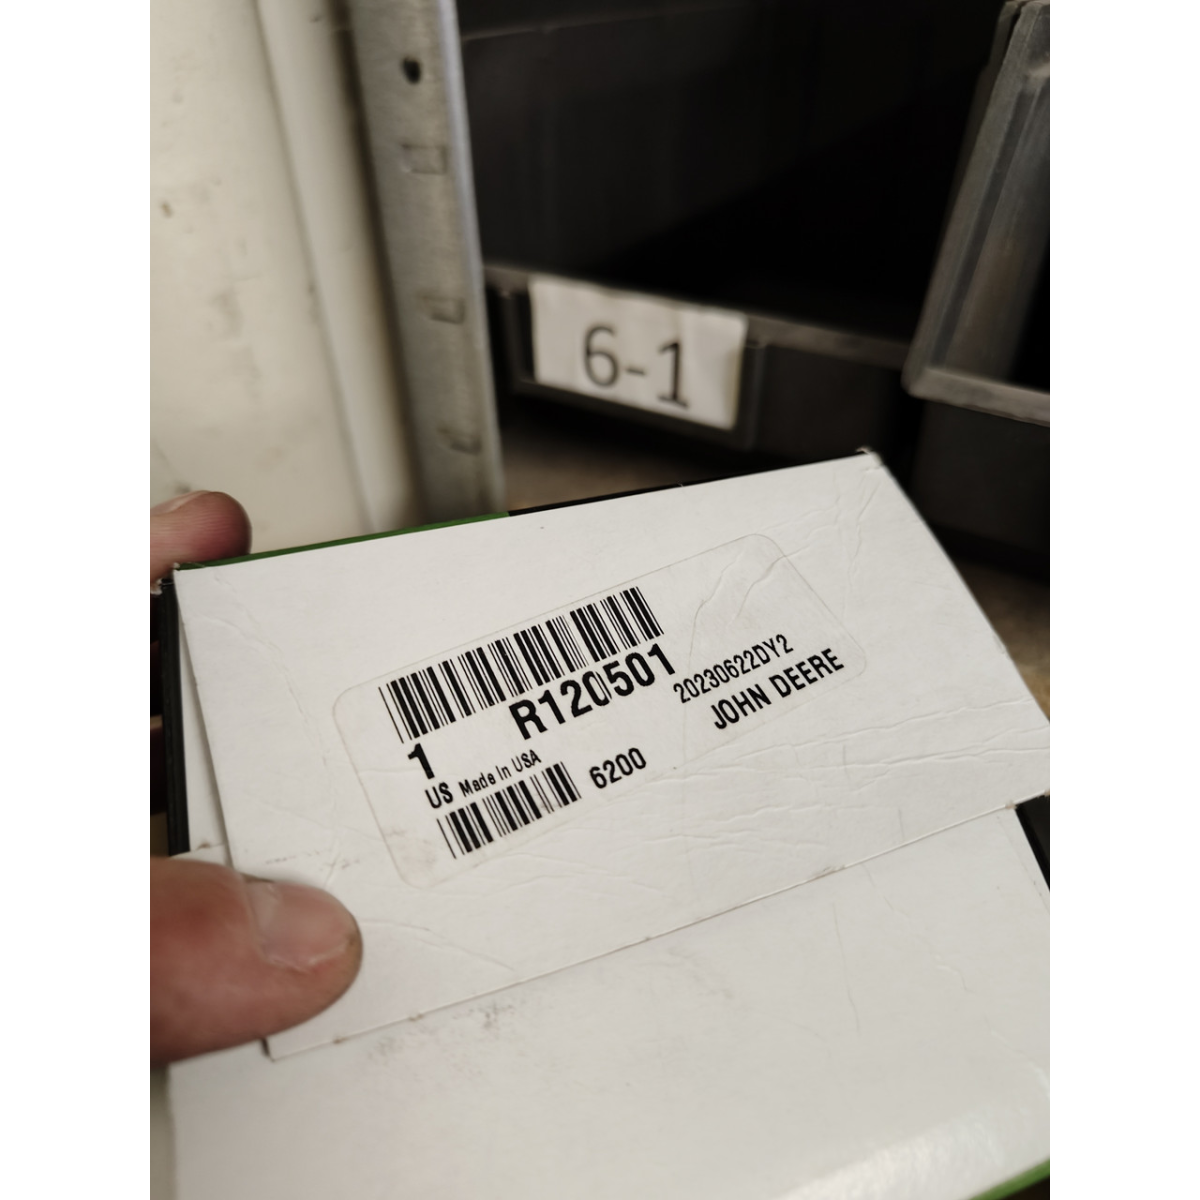 6-1
R120501
1
20230622DY2
US Made in USA
JOHN DEERE
6200